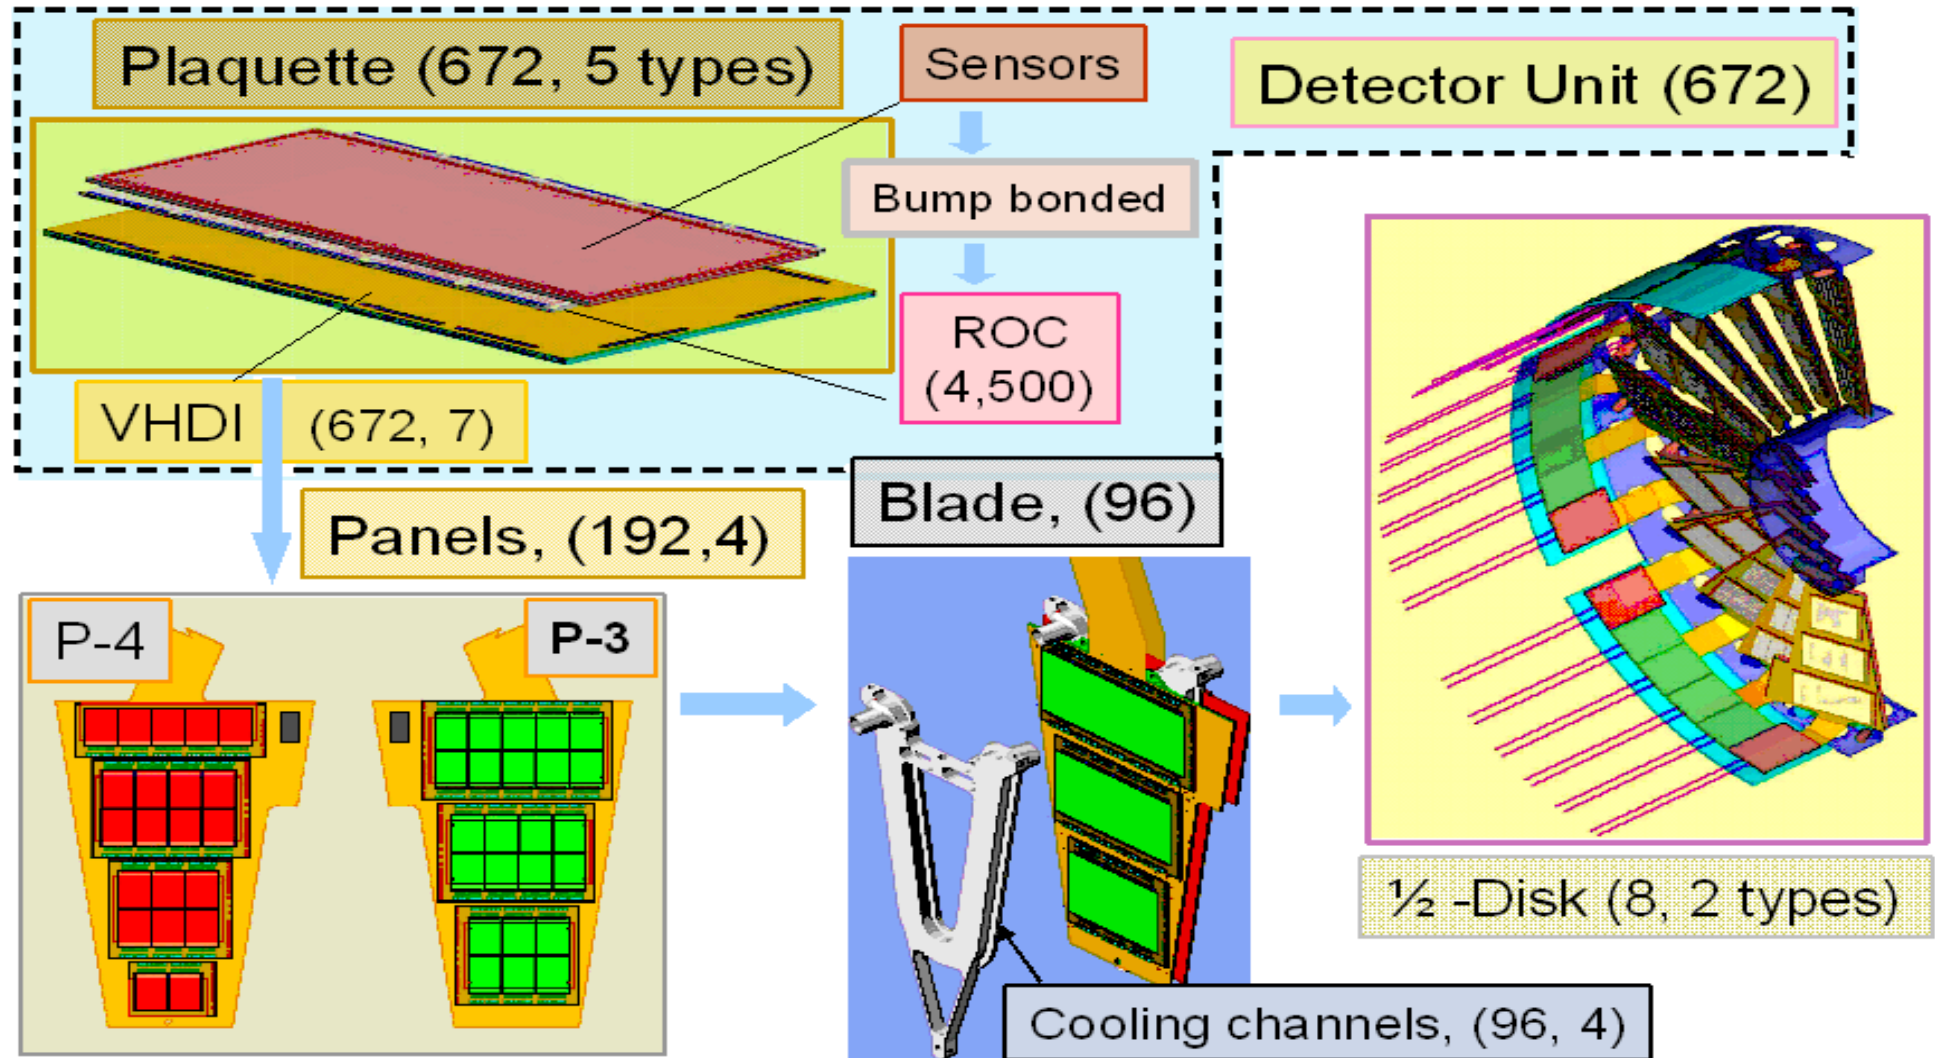 Plaquette (672, 5 types)
Sensors
Detector Unit (672)
Bump bonded
ROC
(4,500)
VHDI (672, 7)
Panels, (192,4)
Blade, (96)
P-4
P-3
½ -Disk (8, 2 types)
Cooling channels, (96, 4)